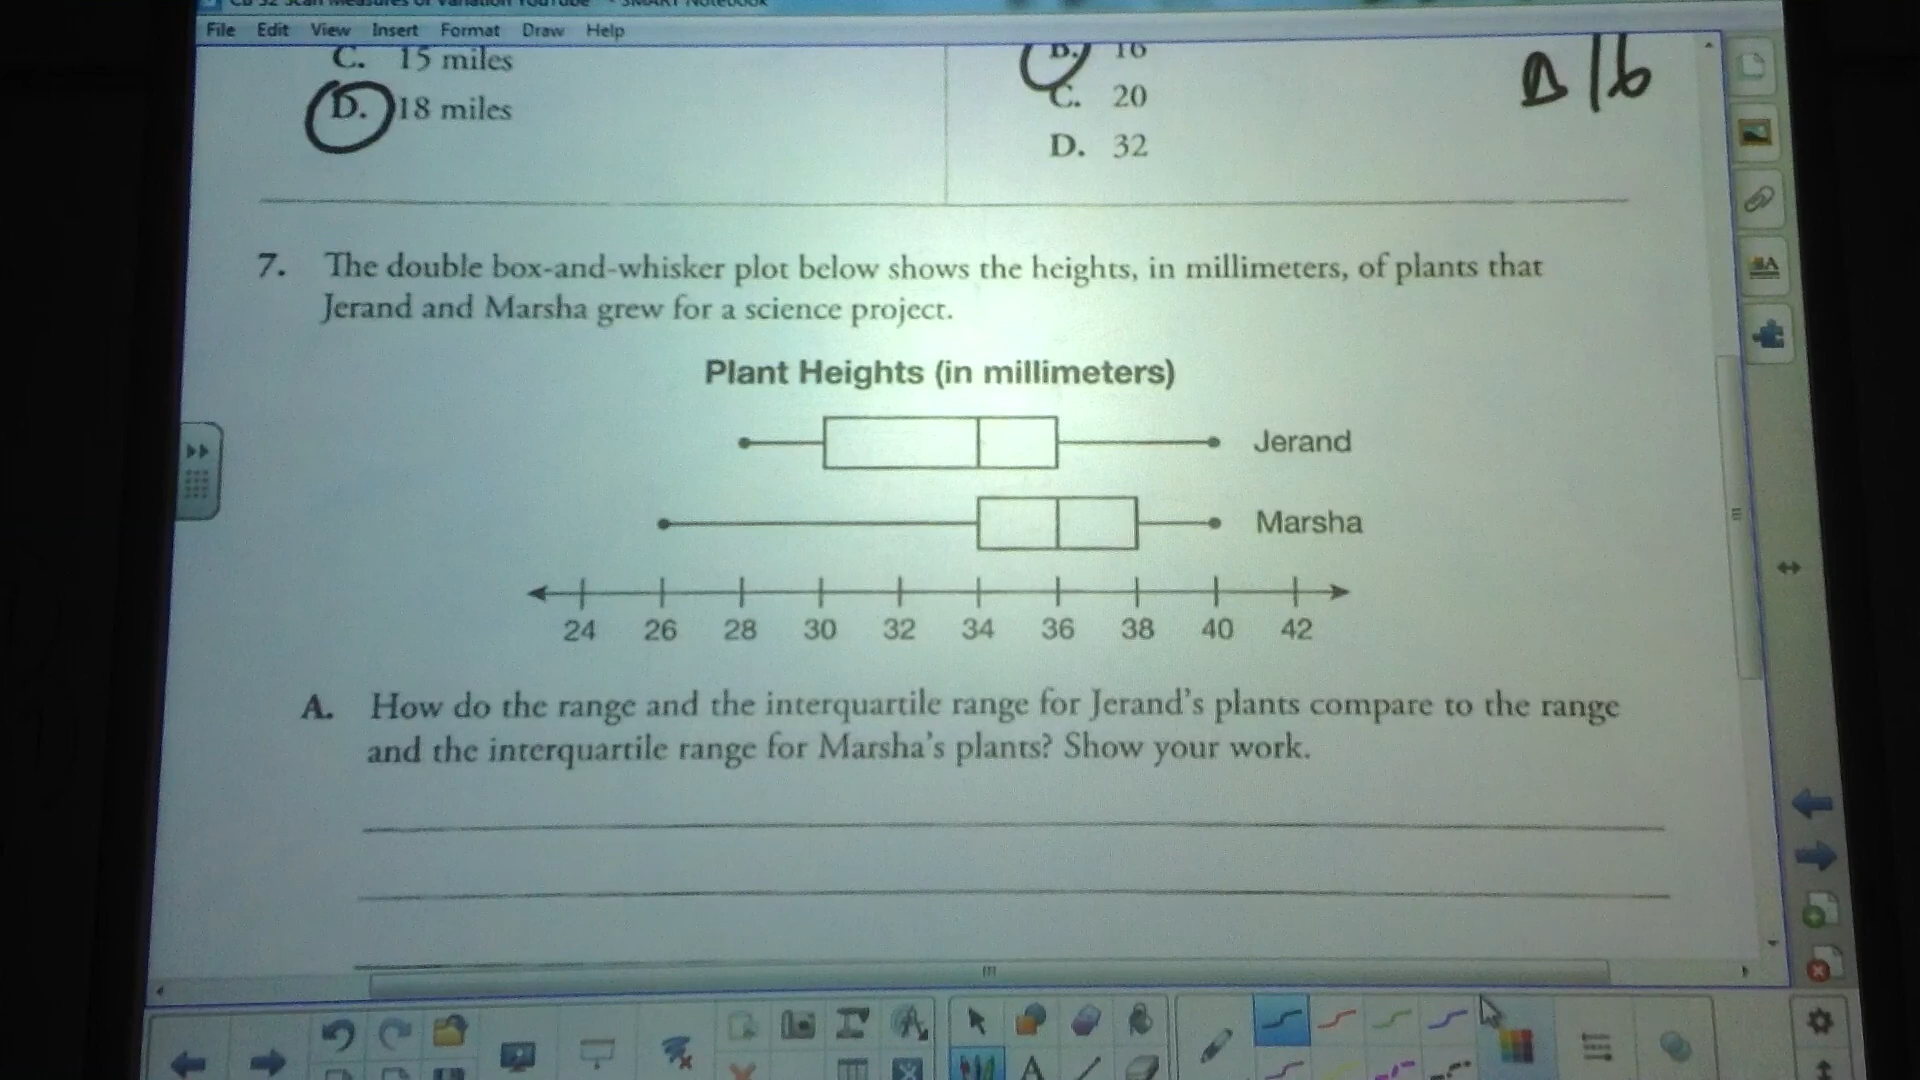 File Edit View Insert Format Draw Help
C. 15 miles
D. 18 miles
B. 16
C. 20
D. 32
B 16
7. The double box-and-whisker plot below shows the heights, in millimeters, of plants that
Jerand and Marsha grew for a science project.
Plant Heights (in millimeters)
Jerand
Marsha
24 26 28 30 32 34 36 38 40 42
A. How do the range and the interquartile range for Jerand's plants compare to the range
and the interquartile range for Marsha's plants? Show your work.